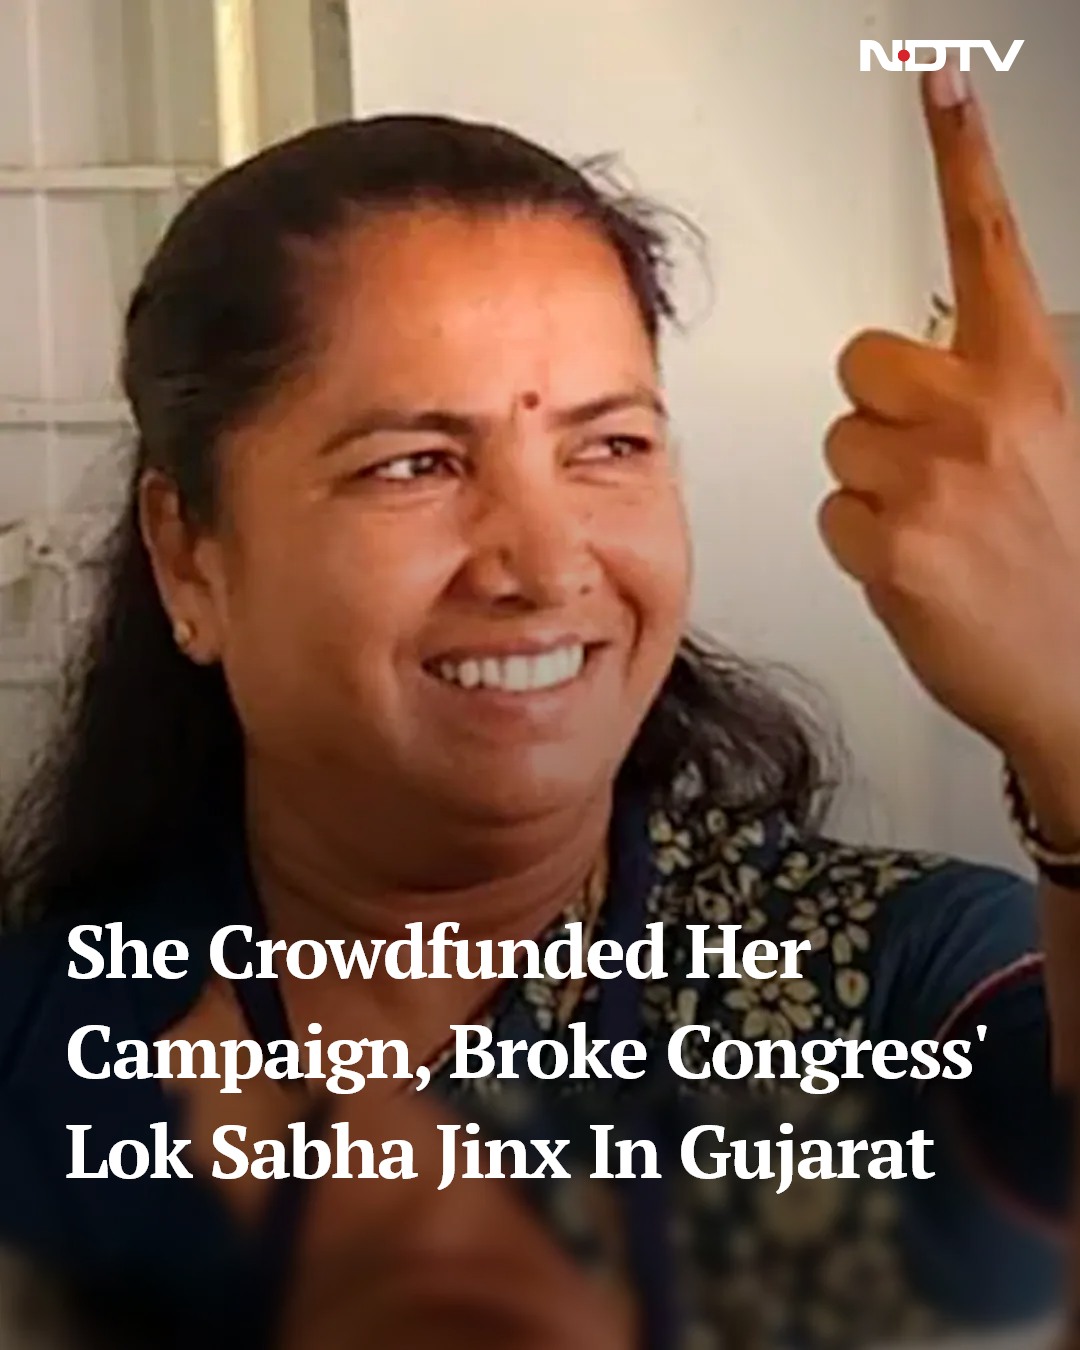 NDTV
She Crowdfunded Her
Campaign, Broke Congress'
Lok Sabha Jinx In Gujarat